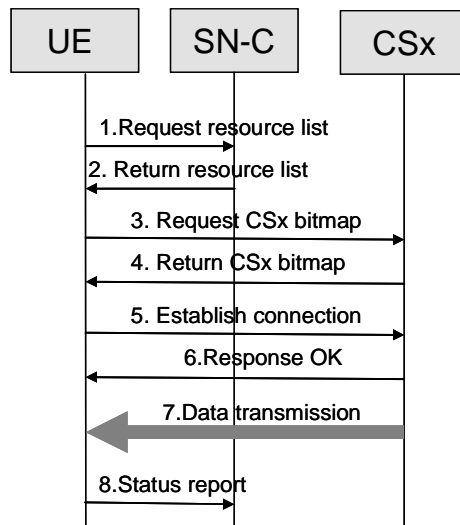 UE SN-C CSx
1.Request resource list
2. Return resource list
3. Request CSx bitmap
4. Return CSx bitmap
5. Establish connection
6.Response OK
7.Data transmission
8.Status report